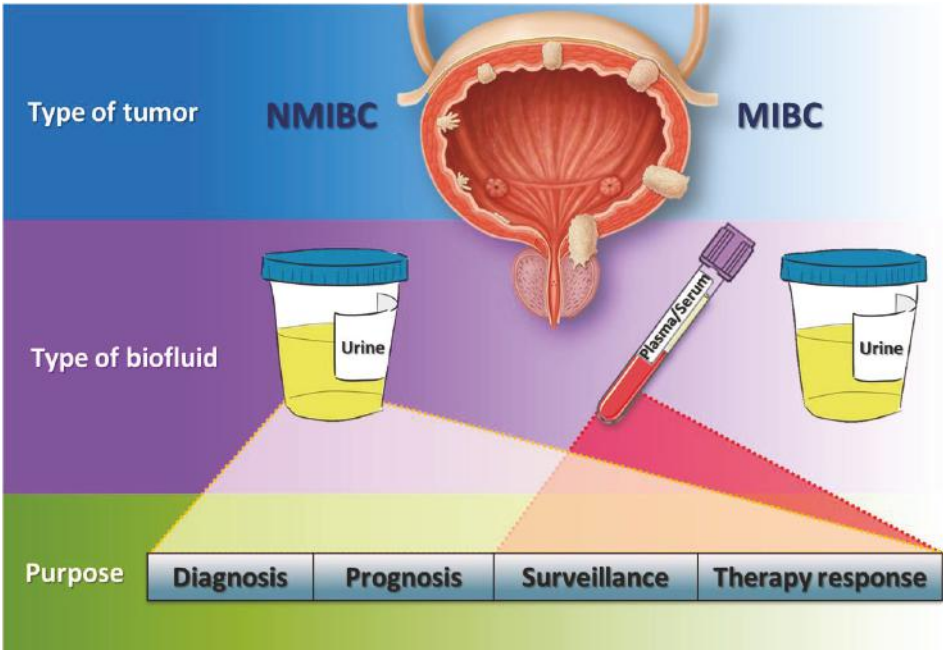 Type of tumor
NMIBC
MIBC
Type of biofluid
Urine
Plasma/Serum
Urine
Purpose
Diagnosis
Prognosis
Surveillance
Therapy response